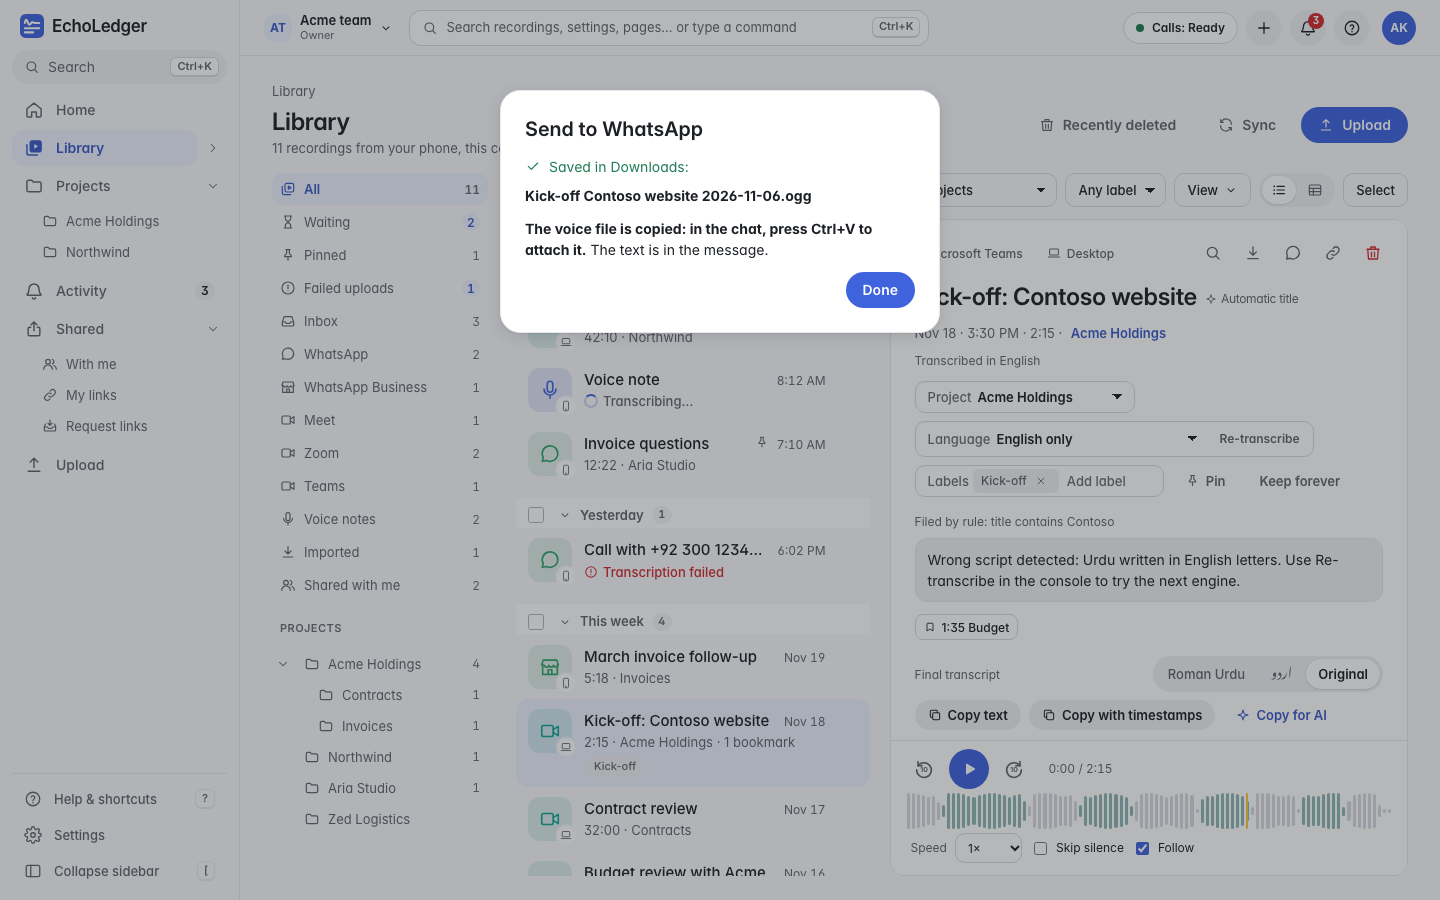 EchoLedger
Search Ctrl+K
Home
Library
Projects
Acme Holdings
Northwind
Activity 3
Shared
With me
My links
Request links
Upload
Help & shortcuts ?
Settings
Collapse sidebar [
AT Acme team
Owner
Search recordings, settings, pages... or type a command Ctrl+K
Calls: Ready
3
AK
Library
Library
11 recordings from your phone, this co
Recently deleted
Sync
Upload
All 11
Waiting 2
Pinned 1
Failed uploads 1
Inbox 3
WhatsApp 2
WhatsApp Business 1
Meet 1
Zoom 2
Teams 1
Voice notes 2
Imported 1
Shared with me 2
PROJECTS
Acme Holdings 4
Contracts 1
Invoices 1
Northwind 1
Aria Studio 1
Zed Logistics
Send to WhatsApp
Saved in Downloads:
Kick-off Contoso website 2026-11-06.ogg
The voice file is copied: in the chat, press Ctrl+V to
attach it. The text is in the message.
Done
ojects
Any label
View
Select
42:10 · Northwind
Voice note 8:12 AM
Transcribing...
Invoice questions 7:10 AM
12:22 · Aria Studio
Yesterday 1
Call with +92 300 1234... 6:02 PM
Transcription failed
This week 4
March invoice follow-up Nov 19
5:18 · Invoices
Kick-off: Contoso website Nov 18
2:15 · Acme Holdings · 1 bookmark
Kick-off
Contract review Nov 17
32:00 · Contracts
Budget review with Acme Nov 16
crosoft Teams
Desktop
ck-off: Contoso website
Automatic title
Nov 18 · 3:30 PM · 2:15 · Acme Holdings
Transcribed in English
Project Acme Holdings
Language English only Re-transcribe
Labels Kick-off × Add label
Pin
Keep forever
Filed by rule: title contains Contoso
Wrong script detected: Urdu written in English letters. Use Re-
transcribe in the console to try the next engine.
1:35 Budget
Final transcript
Roman Urdu اردو Original
Copy text
Copy with timestamps
Copy for AI
10 10 0:00 / 2:15
Speed 1× Skip silence Follow